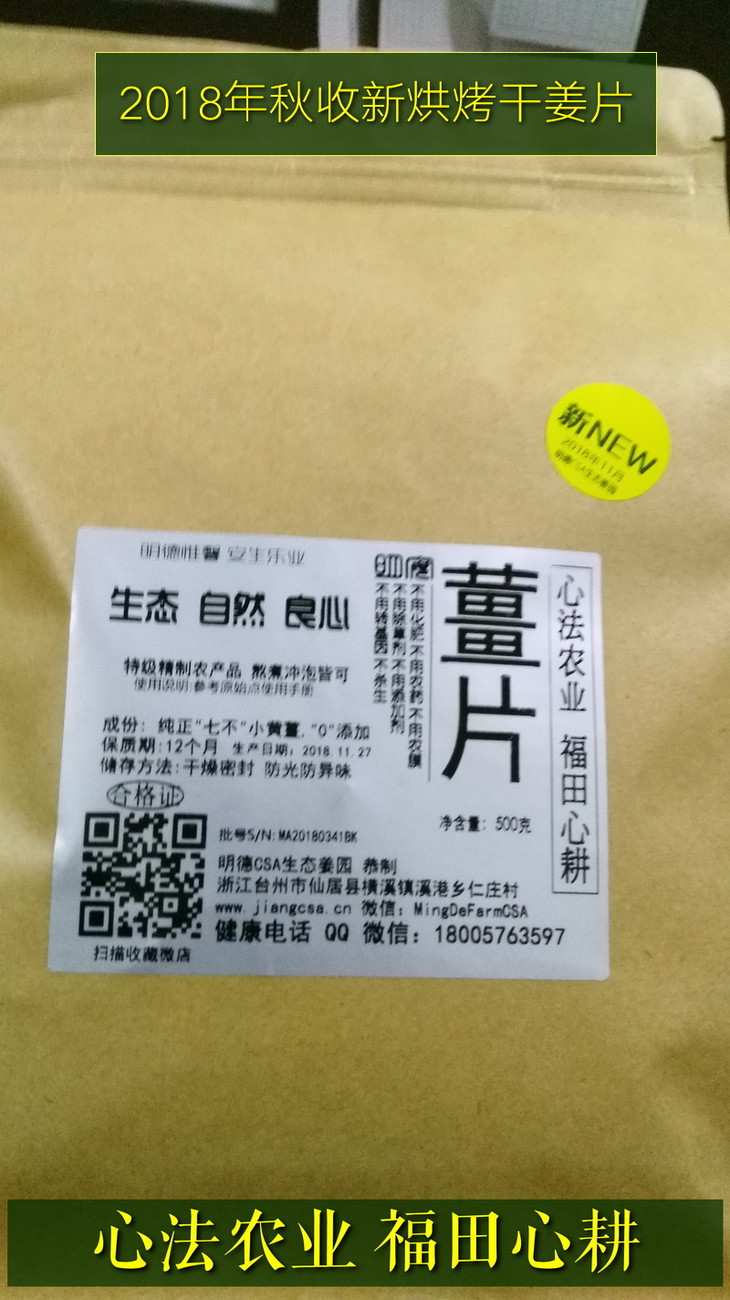 2018年秋收新烘烤干姜片
新NEW
2018年11月
明德CSA生态姜园
明德惟馨 安生乐业
生态 自然 良心
特级精制农产品 熬煮冲泡皆可
使用说明:参考原始点使用手册
成份: 纯正"七不"小黄薑,"0"添加
保质期:12个月 生产日期: 2018.11.27
储存方法:干燥密封 防光防异味
合格证
扫描收藏微店
批号S/N:MA20180341BK
明德CSA生态姜园 恭制
浙江台州市仙居县横溪镇溪港乡仁庄村
www.jiangcsa.cn 微信: MingDeFarmCSA
健康电话 QQ 微信: 18005763597
心法农业 福田心耕
薑片
净含量: 500克
不用化肥 不用农药 不用农膜
不用除草剂 不用添加剂
不用转基因 不杀生
心法农业 福田心耕